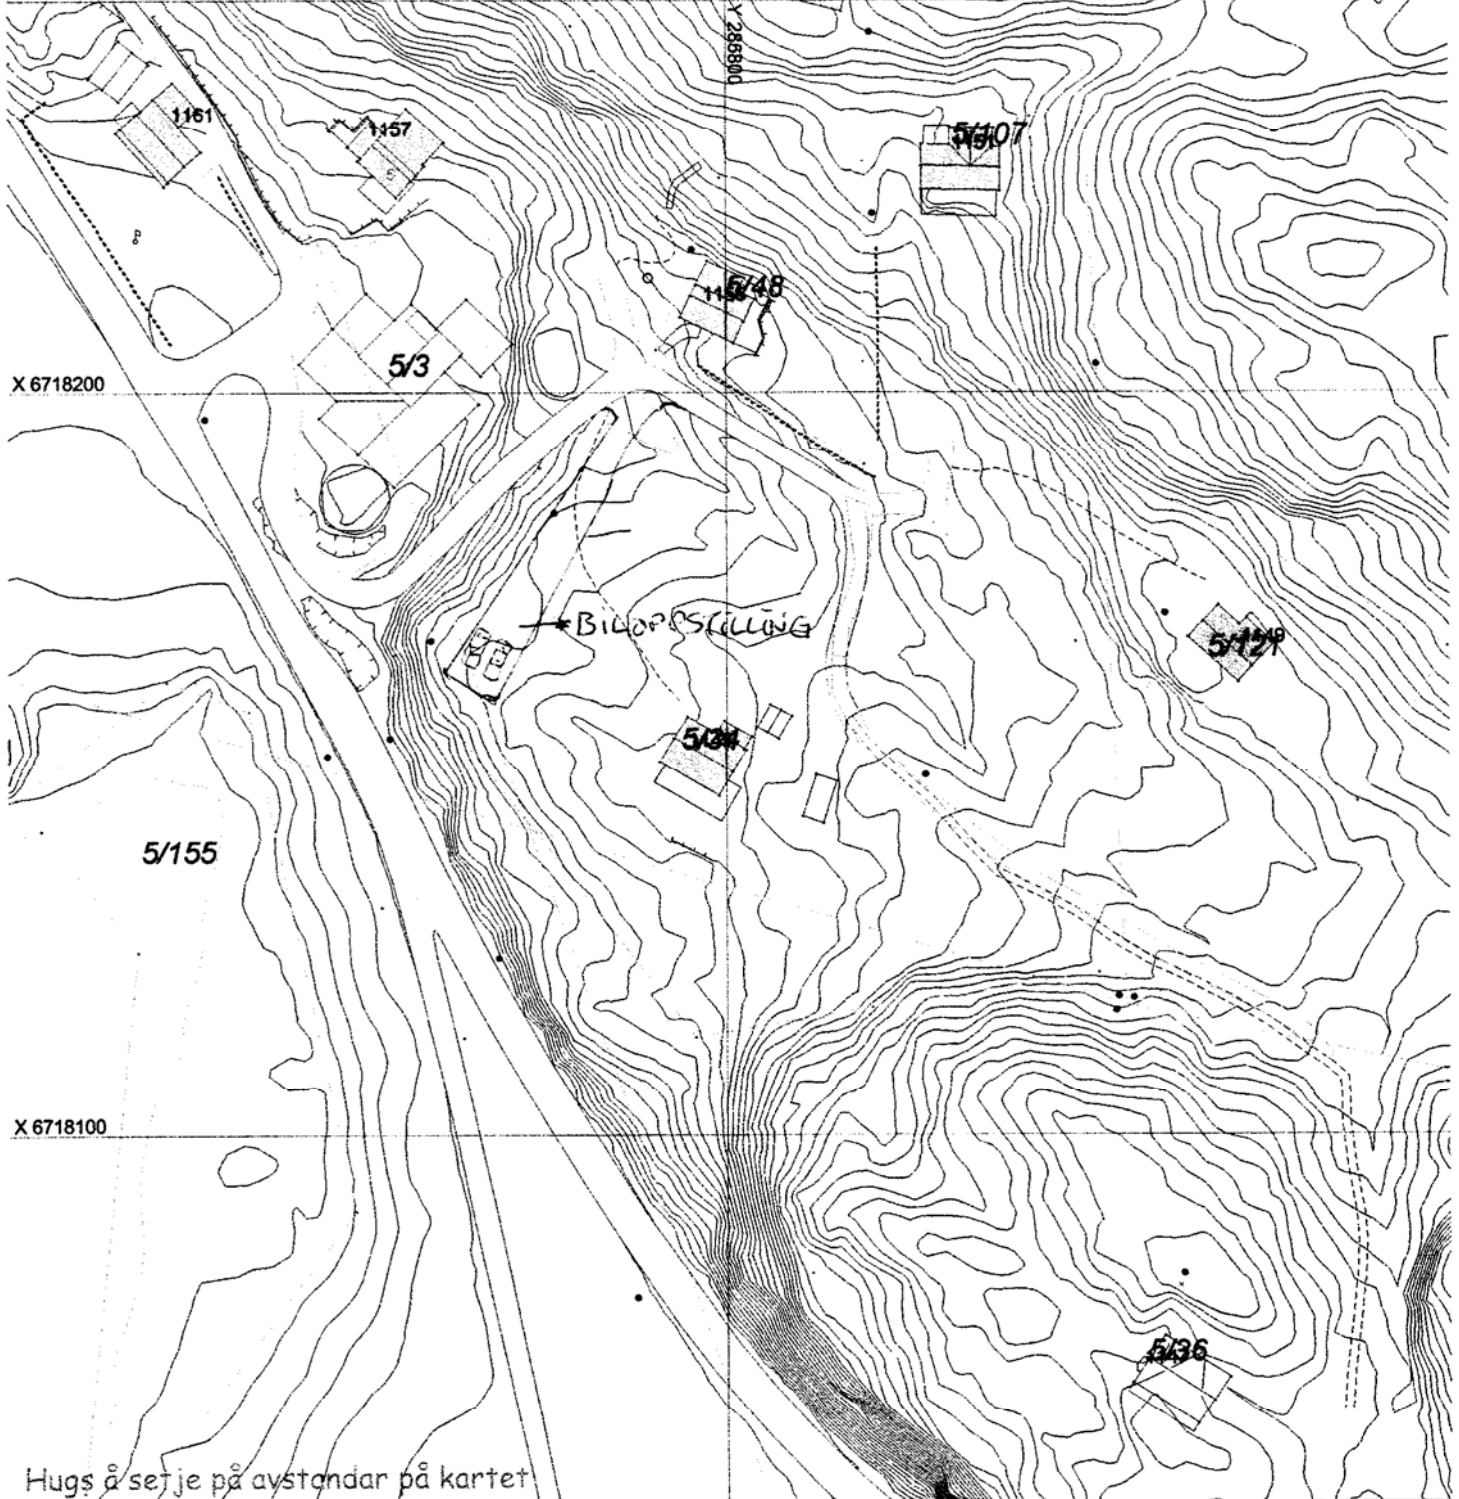 Y 286800
1161
1157
5/107
5/48
5/3
X 6718200
BILOPPSTILLING
5/121
5/34
5/155
X 6718100
5/36
Hugs å setje på avstandar på kartet